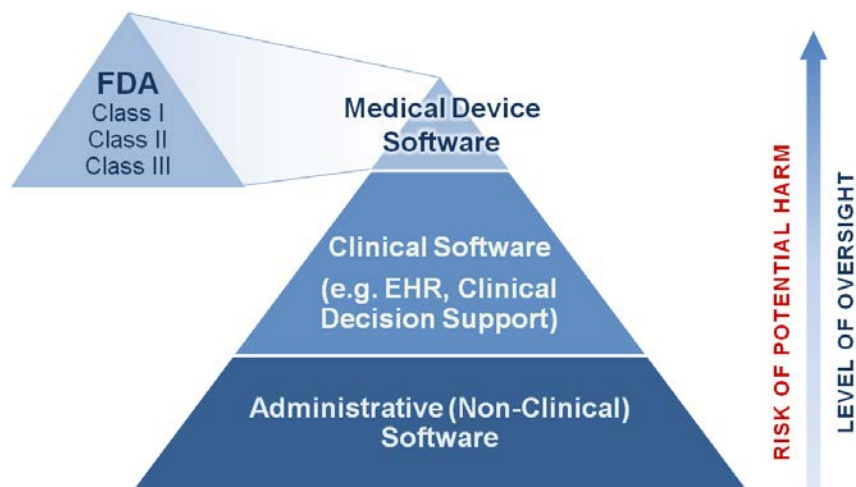 FDA
Class I
Class II
Class III
Medical Device
Software
Clinical Software
(e.g. EHR, Clinical
Decision Support)
Administrative (Non-Clinical)
Software
RISK OF POTENTIAL HARM
LEVEL OF OVERSIGHT